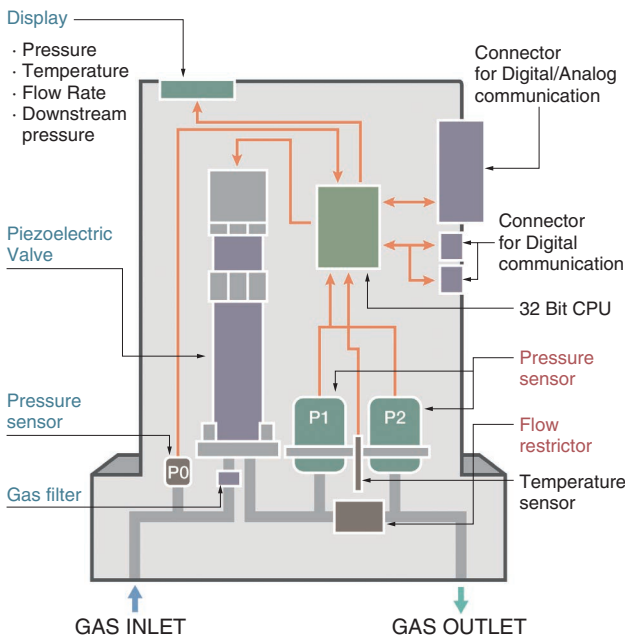 Display
· Pressure
· Temperature
· Flow Rate
· Downstream
pressure
Connector
for Digital/Analog
communication
Piezoelectric
Valve
Connector
for Digital
communication
32 Bit CPU
Pressure
sensor
Pressure
sensor
P1
P2
P0
Flow
restrictor
Gas filter
Temperature
sensor
GAS INLET
GAS OUTLET